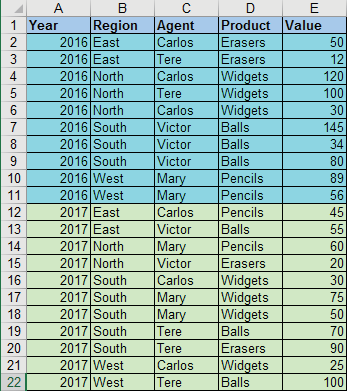 A B C D E
1 Year Region Agent Product Value
2 2016 East Carlos Erasers 50
3 2016 East Tere Erasers 12
4 2016 North Carlos Widgets 120
5 2016 North Tere Widgets 100
6 2016 North Carlos Widgets 30
7 2016 South Victor Balls 145
8 2016 South Victor Balls 34
9 2016 South Victor Balls 80
10 2016 West Mary Pencils 89
11 2016 West Mary Pencils 56
12 2017 East Carlos Pencils 45
13 2017 East Victor Balls 55
14 2017 North Mary Pencils 60
15 2017 North Victor Erasers 20
16 2017 South Carlos Widgets 30
17 2017 South Mary Widgets 75
18 2017 South Mary Widgets 50
19 2017 South Tere Balls 70
20 2017 South Tere Erasers 90
21 2017 West Carlos Widgets 25
22 2017 West Tere Balls 100